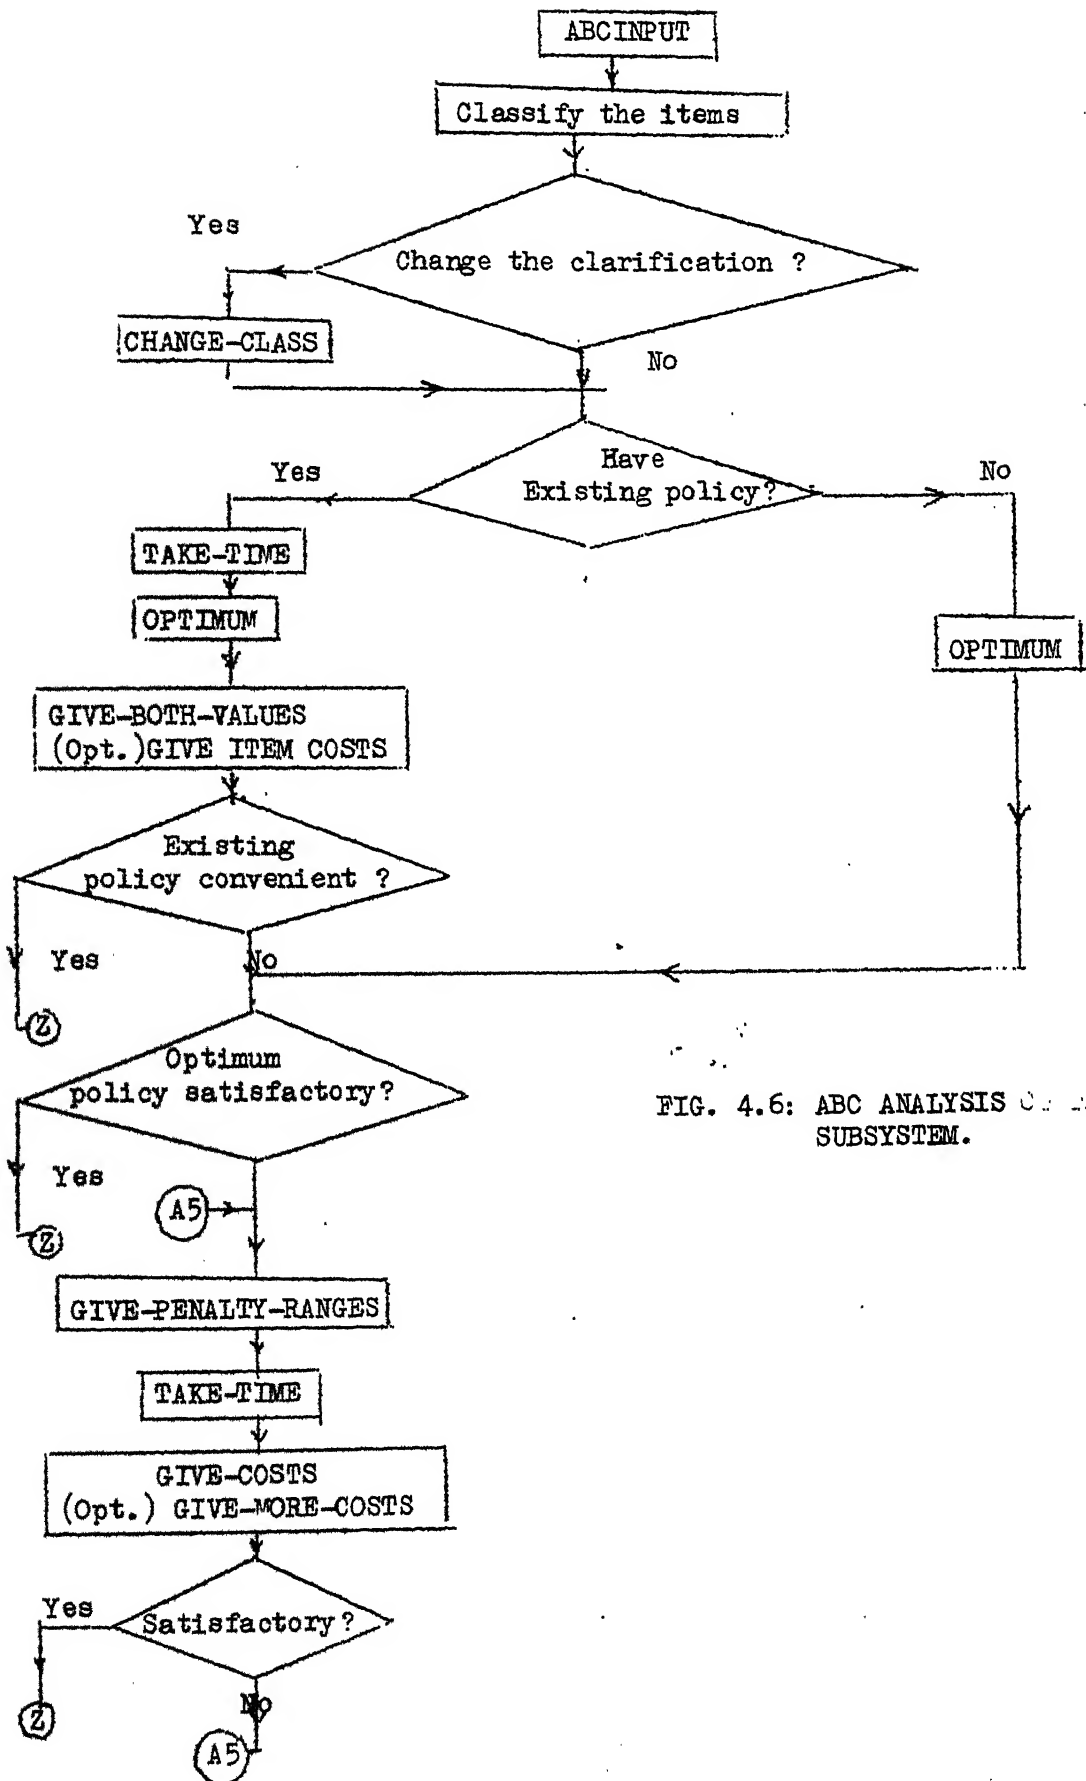 ABCINPUT
Classify the items
Yes
Change the clarification ?
CHANGE-CLASS
No
Have
Existing policy?
Yes
No
TAKE-TIME
OPTIMUM
OPTIMUM
GIVE-BOTH-VALUES
(Opt.)GIVE ITEM COSTS
Existing
policy convenient ?
Yes
No
Z
Optimum
policy satisfactory?
FIG. 4.6: ABC ANALYSIS
SUBSYSTEM.
Yes
A5
Z
GIVE-PENALTY-RANGES
TAKE-TIME
GIVE-COSTS
(Opt.) GIVE-MORE-COSTS
Yes
Satisfactory?
No
Z
A5